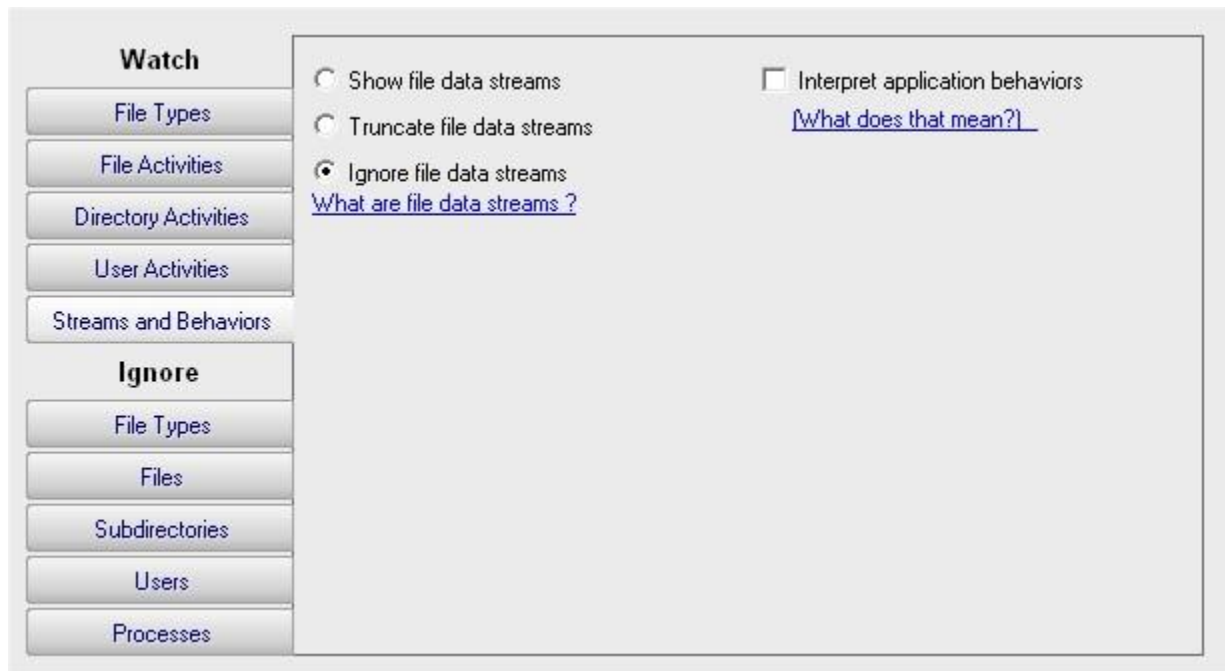 Watch
File Types
File Activities
Directory Activities
User Activities
Streams and Behaviors
Ignore
File Types
Files
Subdirectories
Users
Processes
Show file data streams
Truncate file data streams
Ignore file data streams
What are file data streams ?
Interpret application behaviors
(What does that mean?)